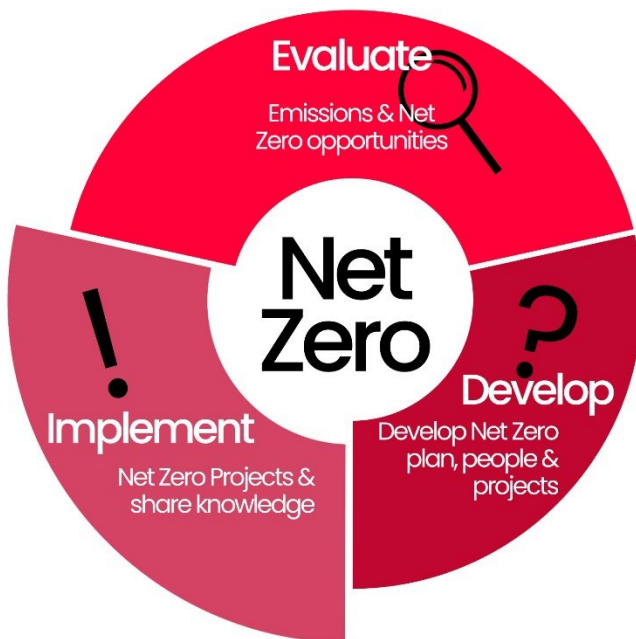 Evaluate
Emissions & Net
Zero opportunities
Net
Zero
!
Implement
Net Zero Projects &
share knowledge
?
Develop
Develop Net Zero
plan, people &
projects